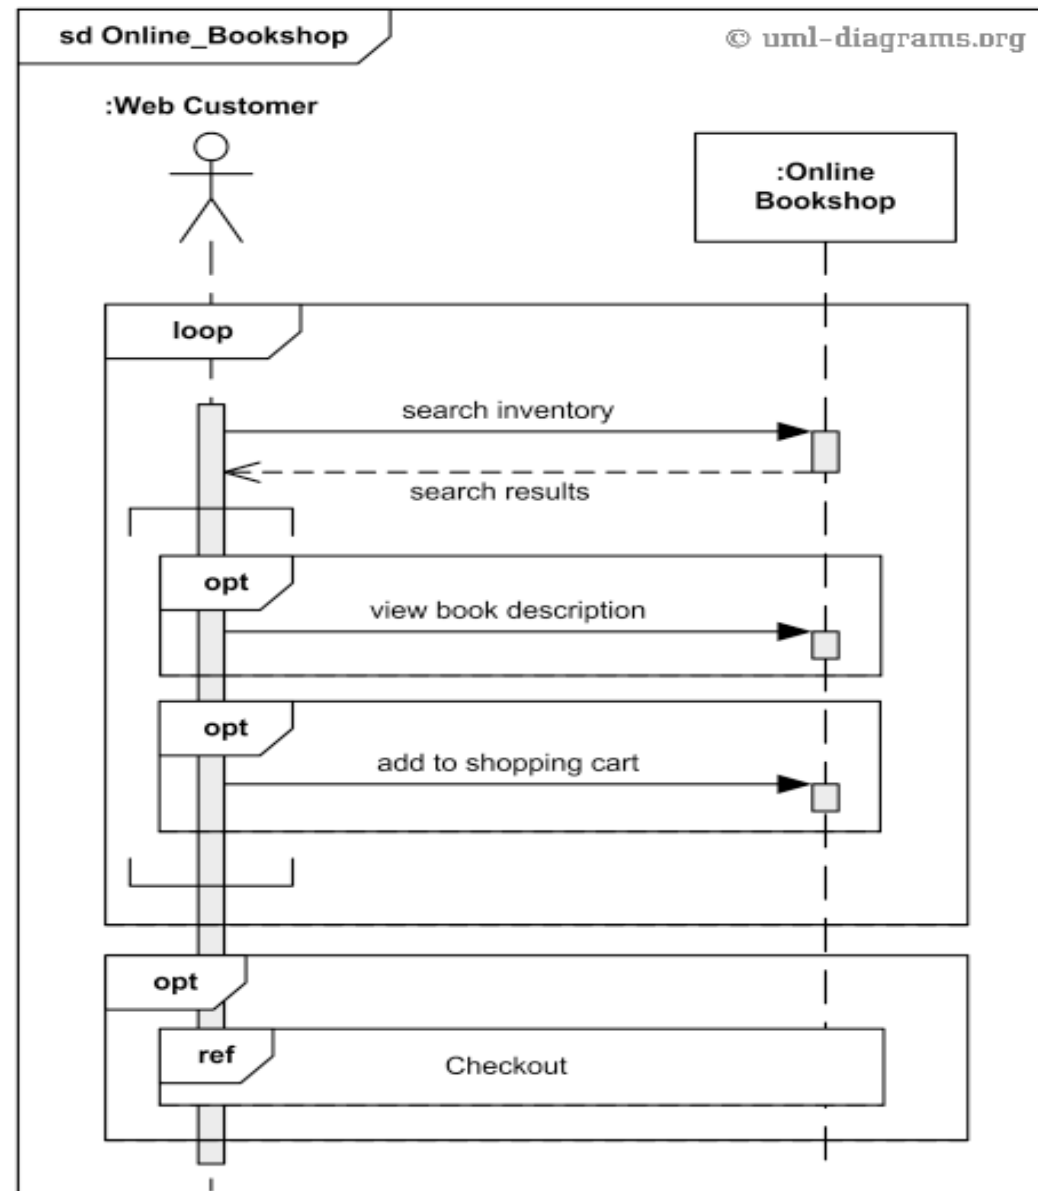 sd Online_Bookshop
© uml-diagrams.org
:Web Customer
:Online
Bookshop
loop
search inventory
search results
opt
view book description
opt
add to shopping cart
opt
ref
Checkout